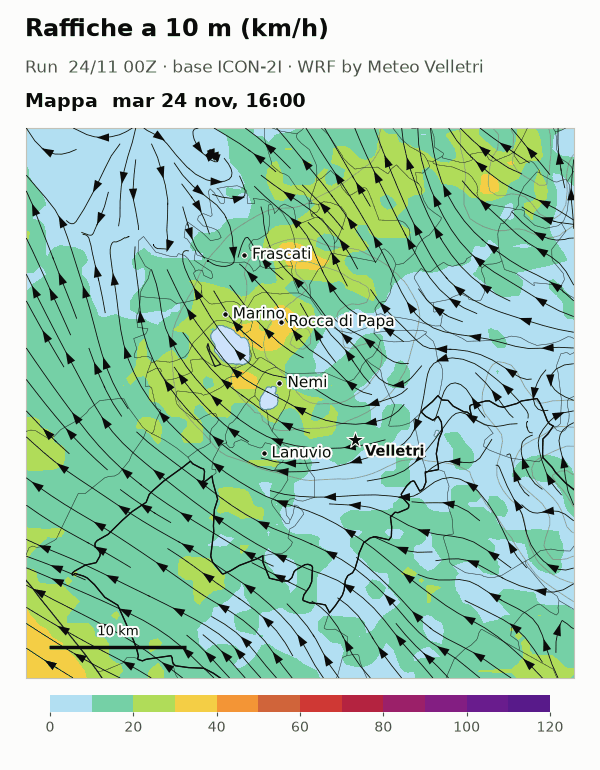 Raffiche a 10 m (km/h)
Run  24/11 00Z · base ICON-2I · WRF by Meteo Velletri
Mappa  mar 24 nov, 16:00
Frascati
Marino
Rocca di Papa
Nemi
Velletri
Lanuvio
10 km
0 20 40 60 80 100 120